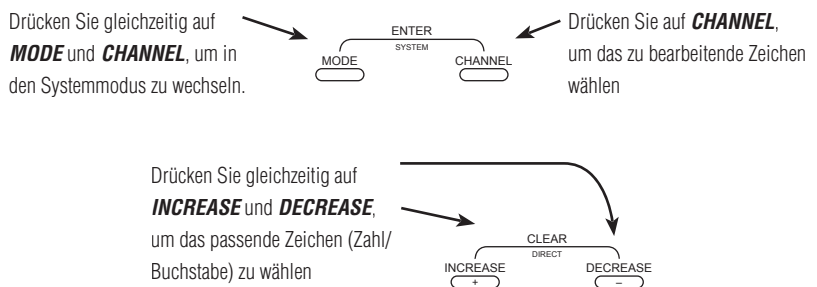 Drücken Sie gleichzeitig auf
MODE und CHANNEL, um in
den Systemmodus zu wechseln.
ENTER
SYSTEM
MODE
CHANNEL
Drücken Sie auf CHANNEL,
um das zu bearbeitende Zeichen
wählen
Drücken Sie gleichzeitig auf
INCREASE und DECREASE,
um das passende Zeichen (Zahl/
Buchstabe) zu wählen
CLEAR
DIRECT
INCREASE
DECREASE
+
–